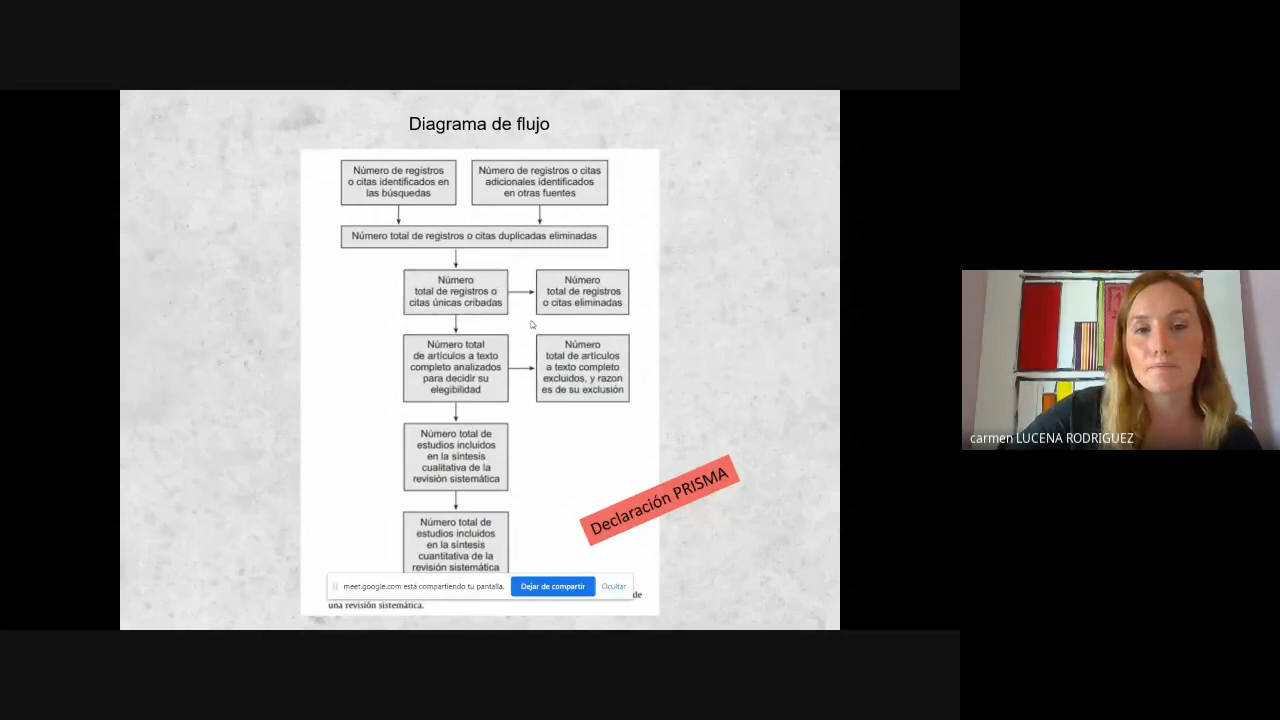 Diagrama de flujo
Número de registros
o citas identificados en
las búsquedas
Número de registros o citas
adicionales identificados
en otras fuentes
Número total de registros o citas duplicadas eliminadas
Número
total de registros o
citas únicas cribadas
Número
total de registros
o citas eliminadas
Número total
de artículos a texto
completo analizados
para decidir su
elegibilidad
Número
total de artículos
a texto completo
excluidos, y razon
es de su exclusión
Número total de
estudios incluidos
en la síntesis
cualitativa de la
revisión sistemática
Declaración PRISMA
Número total de
estudios incluidos
en la síntesis
cuantitativa de la
revisión sistemática
meet.google.com está compartiendo tu pantalla.
Dejar de compartir
Ocultar
de
una revisión sistemática.
carmen LUCENA RODRIGUEZ